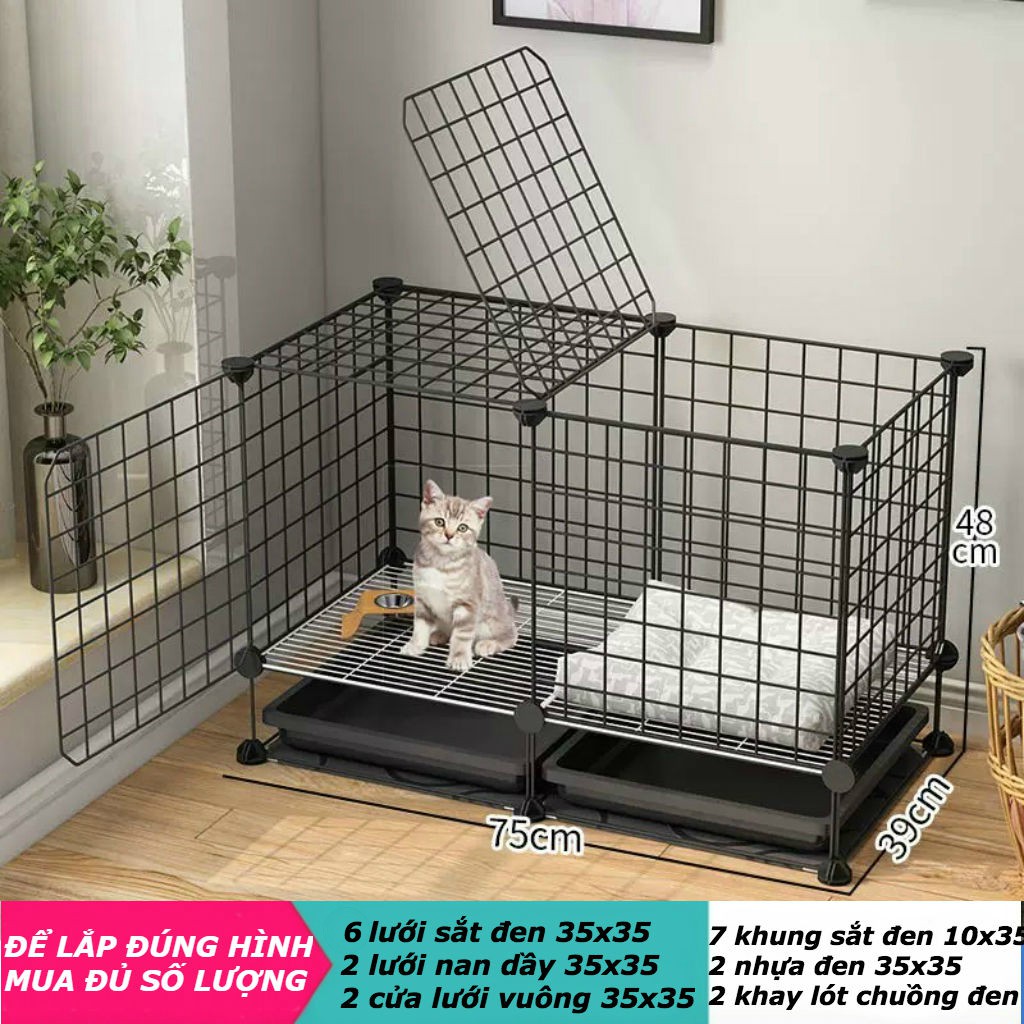 48
cm
75cm
39cm
ĐỂ LẮP ĐÚNG HÌNH
MUA ĐỦ SỐ LƯỢNG
6 lưới sắt đen 35x35
2 lưới nan dầy 35x35
2 cửa lưới vuông 35x35
7 khung sắt đen 10x35
2 nhựa đen 35x35
2 khay lót chuồng đen